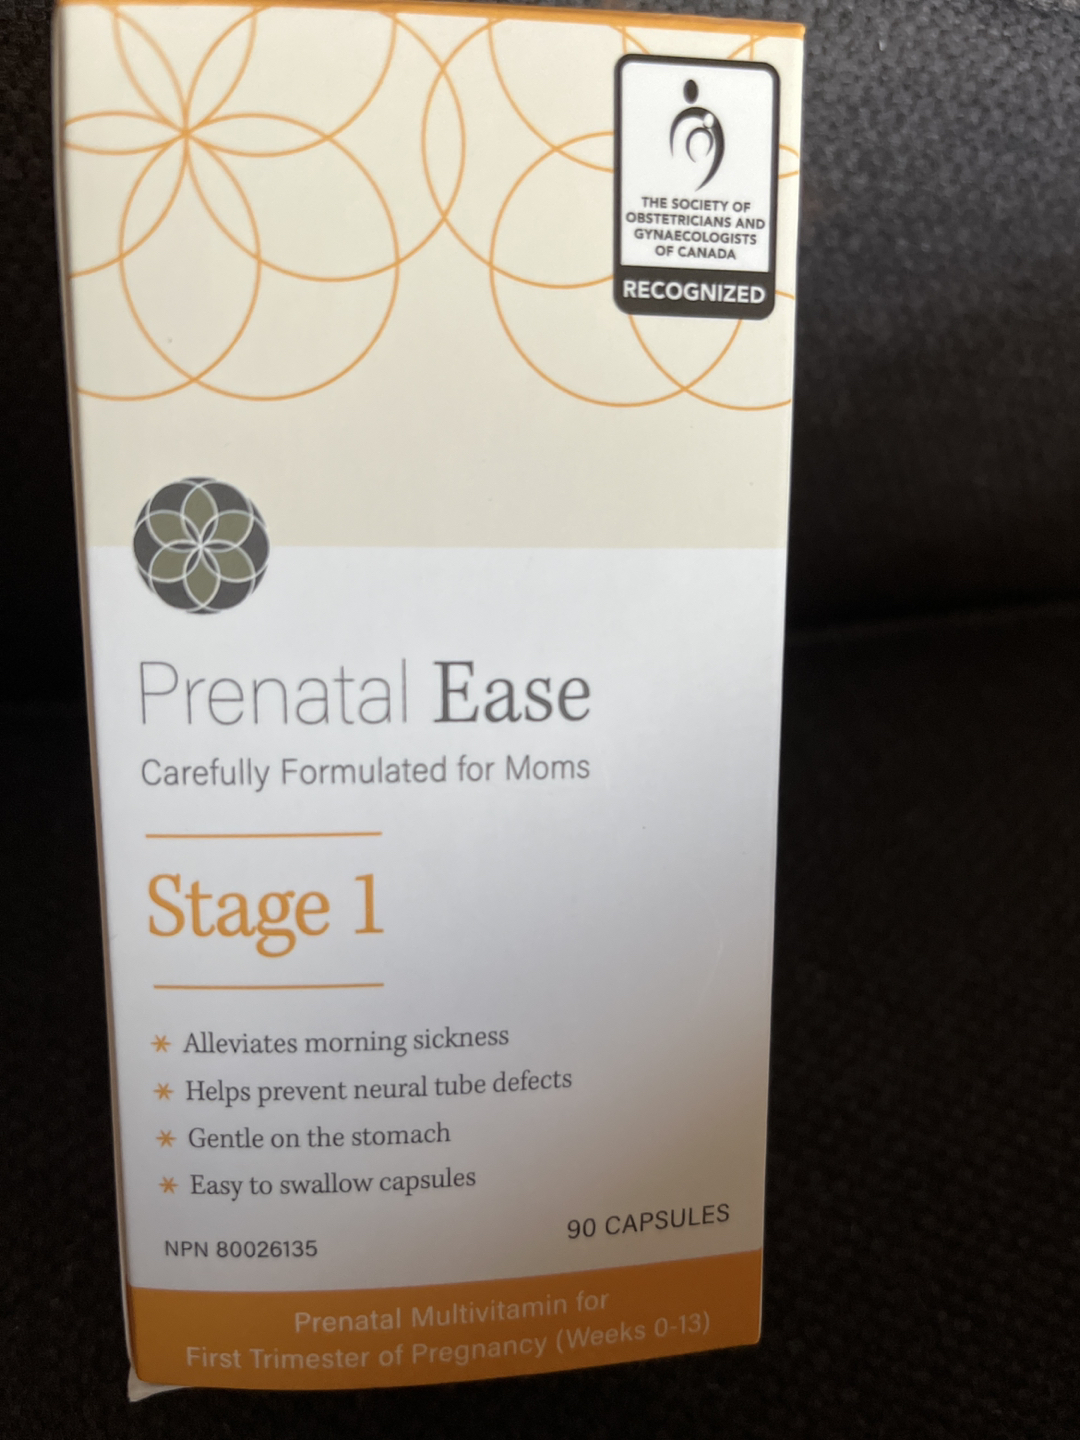 THE SOCIETY OF
OBSTETRICIANS AND
GYNAECOLOGISTS
OF CANADA
RECOGNIZED
Prenatal Ease
Carefully Formulated for Moms
Stage 1
* Alleviates morning sickness
* Helps prevent neural tube defects
* Gentle on the stomach
* Easy to swallow capsules
90 CAPSULES
NPN 80026135
Prenatal Multivitamin for
First Trimester of Pregnancy (Weeks 0-13)